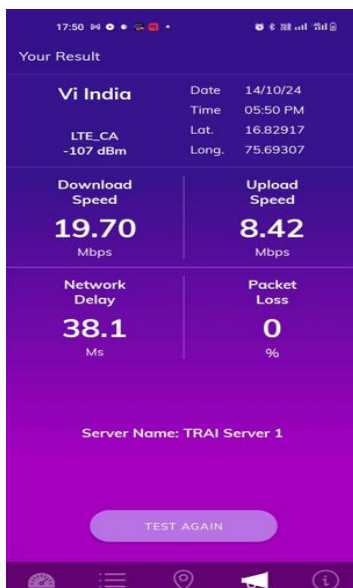 17:50
Your Result
Vi India
LTE_CA
-107 dBm
Date 14/10/24
Time 05:50 PM
Lat. 16.82917
Long. 75.69307
Download Speed
19.70
Mbps
Upload Speed
8.42
Mbps
Network Delay
38.1
Ms
Packet Loss
0
%
Server Name: TRAI Server 1
TEST AGAIN